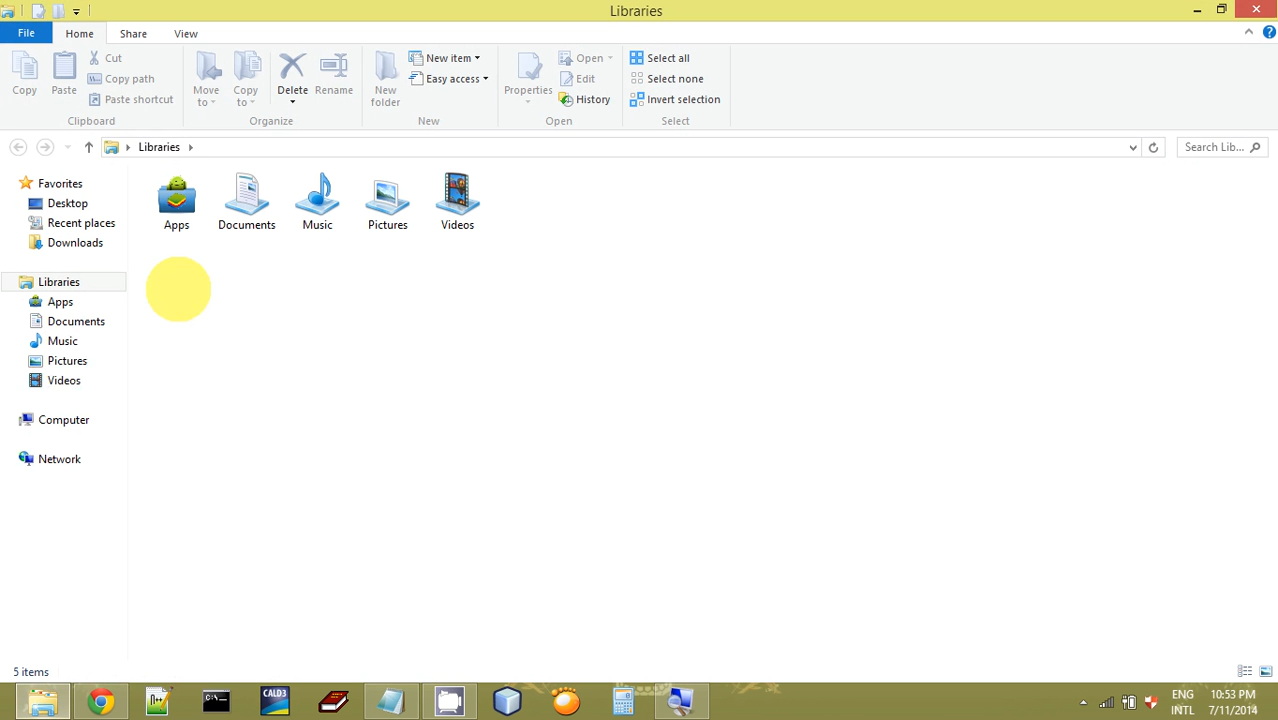 Libraries
File Home Share View
Copy
Paste
Cut
Copy path
Paste shortcut
Clipboard
Move to
Copy to
Delete
Rename
Organize
New folder
New item
Easy access
New
Properties
Open
Edit
History
Open
Select all
Select none
Invert selection
Select
Libraries
Search Lib...
Favorites
Desktop
Recent places
Downloads
Libraries
Apps
Documents
Music
Pictures
Videos
Computer
Network
Apps Documents Music Pictures Videos
5 items
CALD3
ENG
INTL
10:53 PM
7/11/2014